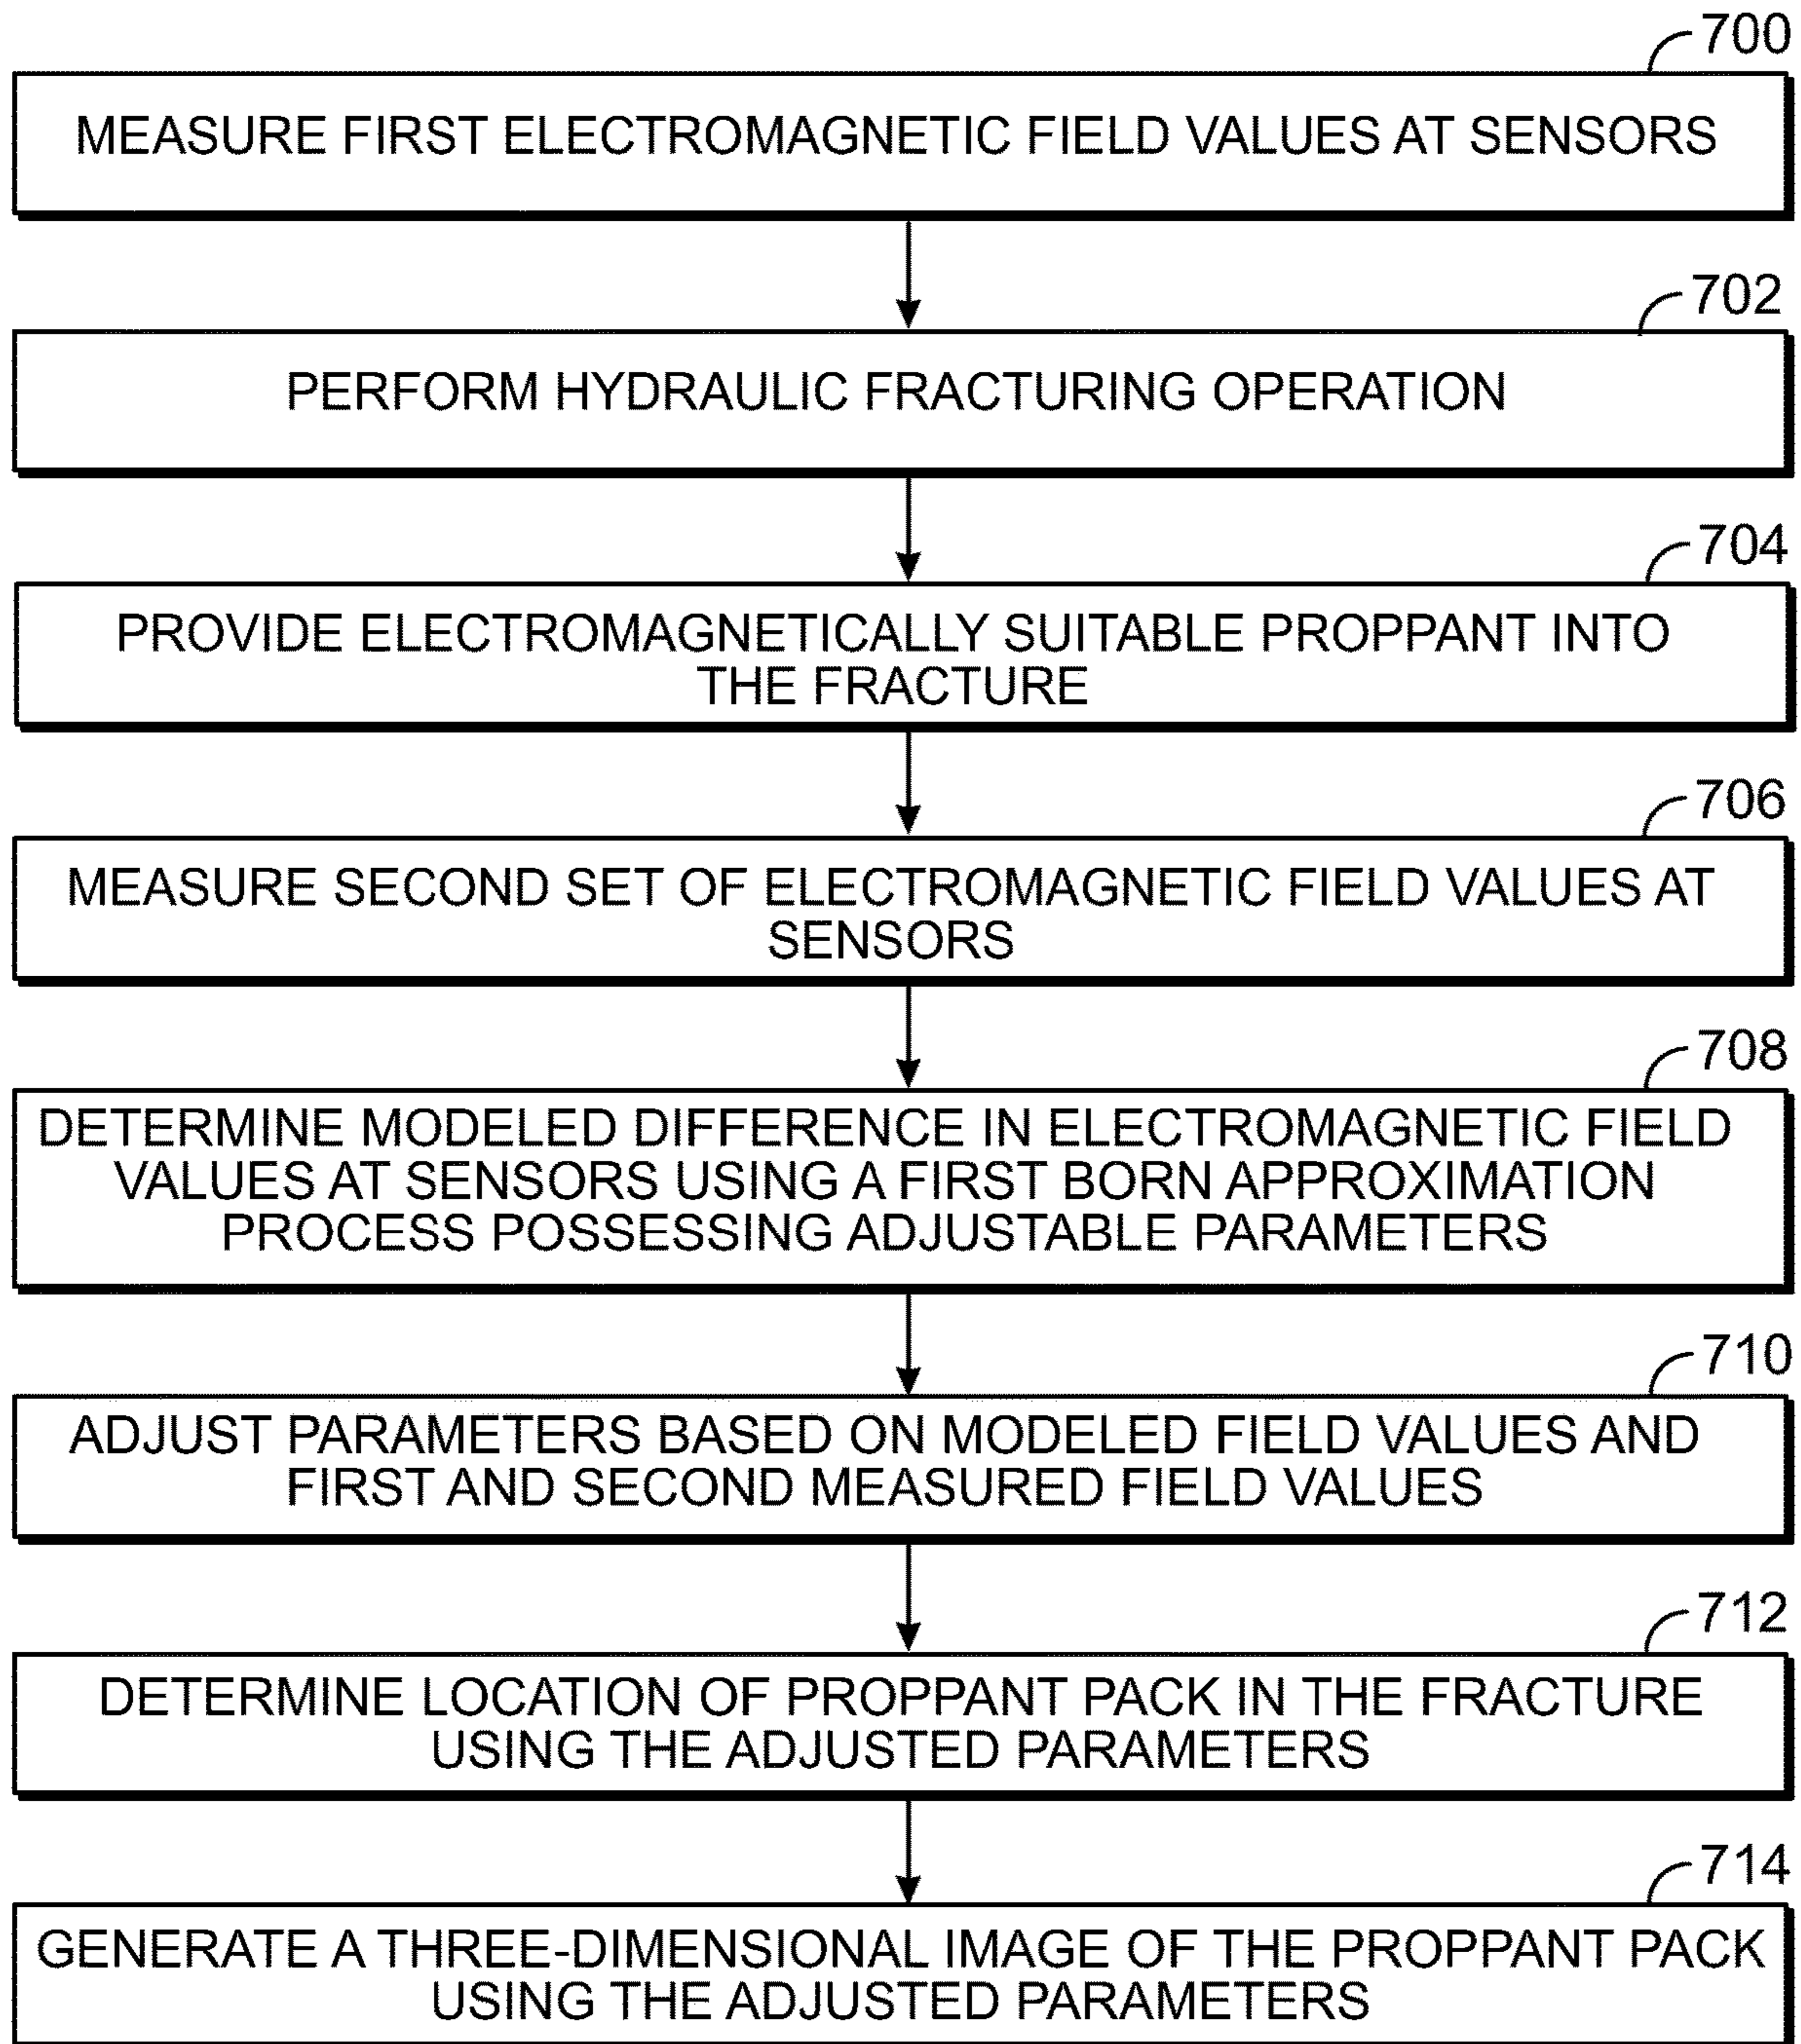 700
MEASURE FIRST ELECTROMAGNETIC FIELD VALUES AT SENSORS
702
PERFORM HYDRAULIC FRACTURING OPERATION
704
PROVIDE ELECTROMAGNETICALLY SUITABLE PROPPANT INTO
THE FRACTURE
706
MEASURE SECOND SET OF ELECTROMAGNETIC FIELD VALUES AT
SENSORS
708
DETERMINE MODELED DIFFERENCE IN ELECTROMAGNETIC FIELD
VALUES AT SENSORS USING A FIRST BORN APPROXIMATION
PROCESS POSSESSING ADJUSTABLE PARAMETERS
710
ADJUST PARAMETERS BASED ON MODELED FIELD VALUES AND
FIRST AND SECOND MEASURED FIELD VALUES
712
DETERMINE LOCATION OF PROPPANT PACK IN THE FRACTURE
USING THE ADJUSTED PARAMETERS
714
GENERATE A THREE-DIMENSIONAL IMAGE OF THE PROPPANT PACK
USING THE ADJUSTED PARAMETERS